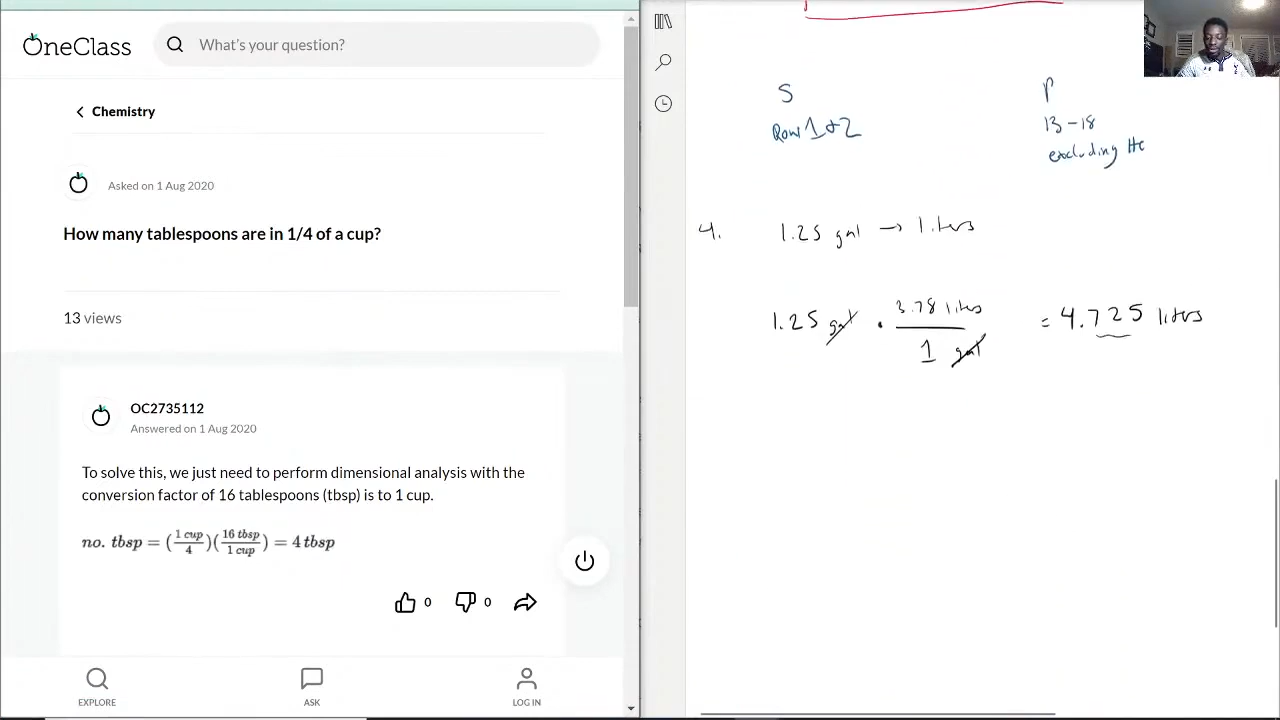 OneClass
What's your question?
Chemistry
Asked on 1 Aug 2020
How many tablespoons are in 1/4 of a cup?
13 views
OC2735112
Answered on 1 Aug 2020
To solve this, we just need to perform dimensional analysis with the
conversion factor of 16 tablespoons (tbsp) is to 1 cup.
no. tbsp = (1 cup/4)(16 tbsp/1 cup) = 4 tbsp
0 0
EXPLORE ASK LOG IN
S P
Row 1 & 2 13-18
excluding He
4. 1.25 gal → liters
1.25 gal · 3.78 liters / 1 gal = 4.725 liters